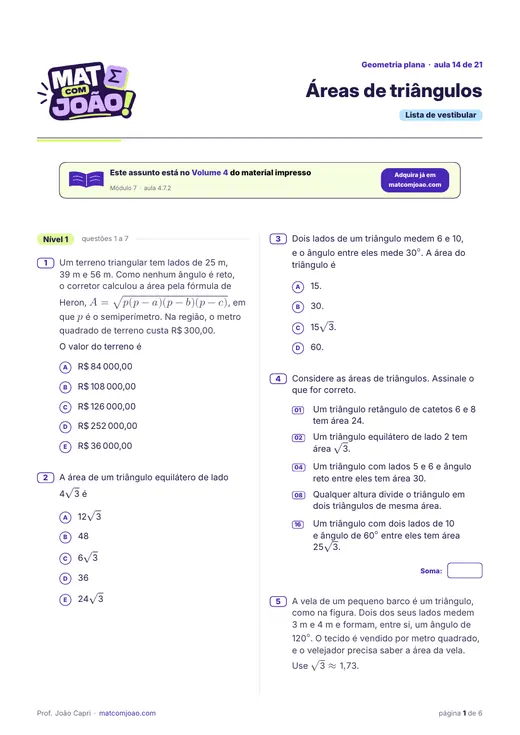 MAT Σ
COM
JOÃO!
Geometria plana · aula 14 de 21
Áreas de triângulos
Lista de vestibular
Este assunto está no Volume 4 do material impresso
Módulo 7 · aula 4.7.2
Adquira já em
matcomjoao.com
Nível 1 questões 1 a 7
1 Um terreno triangular tem lados de 25 m,
39 m e 56 m. Como nenhum ângulo é reto,
o corretor calculou a área pela fórmula de
Heron, A = √(p(p − a)(p − b)(p − c)), em
que p é o semiperímetro. Na região, o metro
quadrado de terreno custa R$ 300,00.
O valor do terreno é
A R$ 84 000,00
B R$ 108 000,00
C R$ 126 000,00
D R$ 252 000,00
E R$ 36 000,00
2 A área de um triângulo equilátero de lado
4√3 é
A 12√3
B 48
C 6√3
D 36
E 24√3
3 Dois lados de um triângulo medem 6 e 10,
e o ângulo entre eles mede 30°. A área do
triângulo é
A 15.
B 30.
C 15√3.
D 60.
4 Considere as áreas de triângulos. Assinale o
que for correto.
01 Um triângulo retângulo de catetos 6 e 8
tem área 24.
02 Um triângulo equilátero de lado 2 tem
área √3.
04 Um triângulo com lados 5 e 6 e ângulo
reto entre eles tem área 30.
08 Qualquer altura divide o triângulo em
dois triângulos de mesma área.
16 Um triângulo com dois lados de 10
e ângulo de 60° entre eles tem área
25√3.
Soma:
5 A vela de um pequeno barco é um triângulo,
como na figura. Dois dos seus lados medem
3 m e 4 m e formam, entre si, um ângulo de
120°. O tecido é vendido por metro quadrado,
e o velejador precisa saber a área da vela.
Use √3 ≈ 1,73.
Prof. João Capri · matcomjoao.com
página 1 de 6